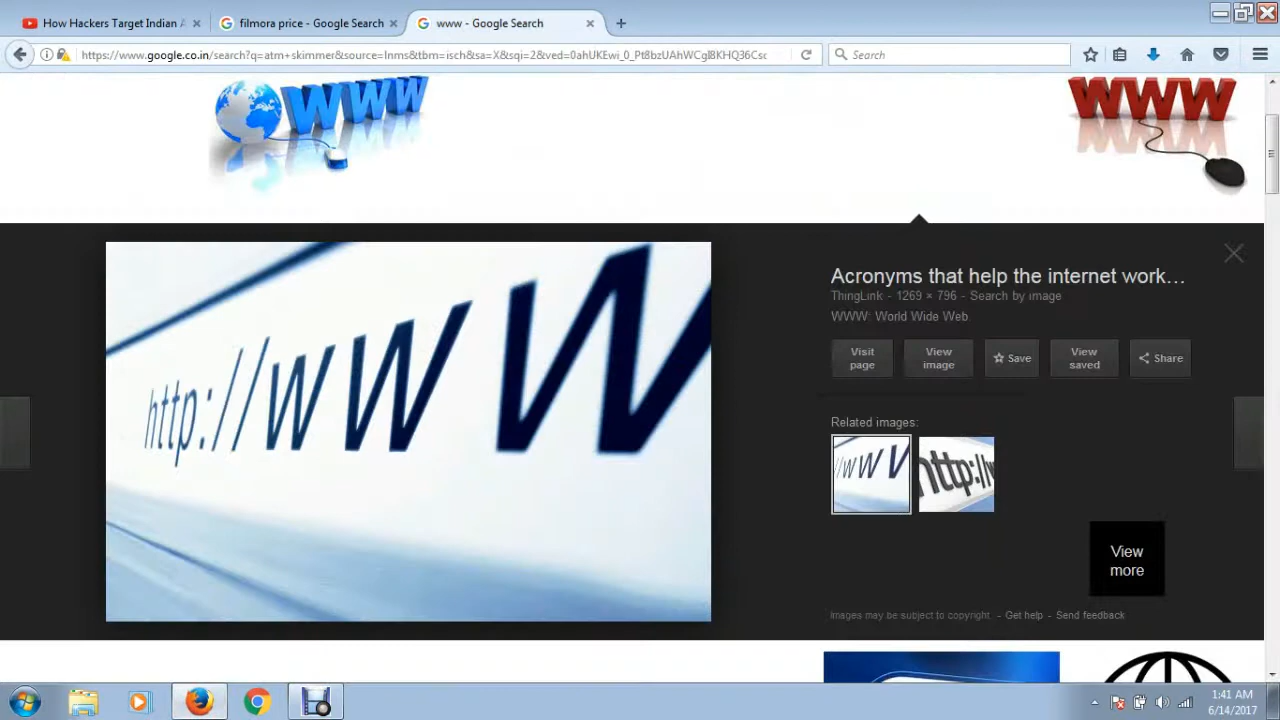 How Hackers Target Indian A
filmora price - Google Search
www - Google Search
https://www.google.co.in/search?q=atm+skimmer&source=lnms&tbm=isch&sa=X&sqi=2&ved=
Search
WWW
WWW
http://WWW
Acronyms that help the internet work...
ThingLink - 1269 × 796 - Search by image
WWW: World Wide Web
Visit page
View image
Save
View saved
Share
Related images:
//WWW
http://w
View more
Images may be subject to copyright. - Get help - Send feedback
1:41 AM
6/14/2017